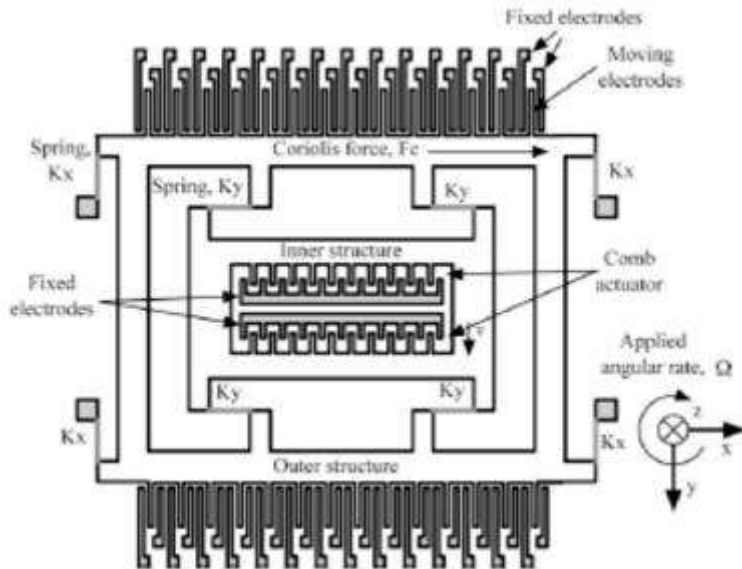 Fixed electrodes
Moving
electrodes
Spring,
Kx
Coriolis force, Fc
Kx
Spring, Ky
Ky
Inner structure
Fixed
electrodes
Comb
actuator
v
Applied
angular rate, Ω
z
x
y
Ky
Ky
Kx
Kx
Outer structure